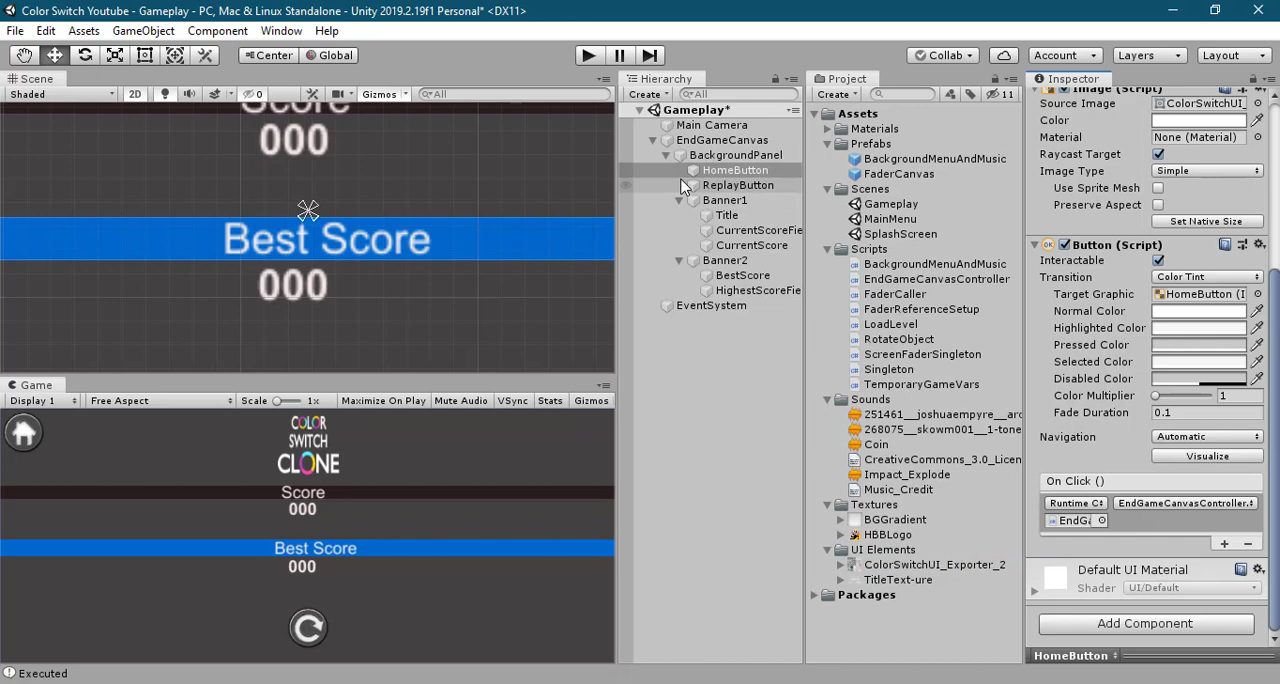 Color Switch Youtube - Gameplay - PC, Mac & Linux Standalone - Unity 2019.2.19f1 Personal* <DX11>
File Edit Assets GameObject Component Window Help
Center Global Collab Account Layers Layout
Scene
Shaded 2D 0 Gizmos All
Score
000
Best Score
000
Game
Display 1 Free Aspect Scale 1x Maximize On Play Mute Audio VSync Stats Gizmos
COLOR
SWITCH
CLONE
Score
000
Best Score
000
Executed
Hierarchy
Create All
Gameplay*
Main Camera
EndGameCanvas
BackgroundPanel
HomeButton
ReplayButton
Banner1
Title
CurrentScoreFie
CurrentScore
Banner2
BestScore
HighestScoreFie
EventSystem
Project
Create 11
Assets
Materials
Prefabs
BackgroundMenuAndMusic
FaderCanvas
Scenes
Gameplay
MainMenu
SplashScreen
Scripts
BackgroundMenuAndMusic
EndGameCanvasController
FaderCaller
FaderReferenceSetup
LoadLevel
RotateObject
ScreenFaderSingleton
Singleton
TemporaryGameVars
Sounds
251461__joshuaempyre__arc
268075__skowm001__1-tone
Coin
CreativeCommons_3.0_Licen
Impact_Explode
Music_Credit
Textures
BGGradient
HBBLogo
UI Elements
ColorSwitchUI_Exporter_2
TitleText-ure
Packages
Inspector
Image (Script)
Source Image ColorSwitchUI_
Color
Material None (Material)
Raycast Target
Image Type Simple
Use Sprite Mesh
Preserve Aspect
Set Native Size
Button (Script)
Interactable
Transition Color Tint
Target Graphic HomeButton (I
Normal Color
Highlighted Color
Pressed Color
Selected Color
Disabled Color
Color Multiplier 1
Fade Duration 0.1
Navigation Automatic
Visualize
On Click ()
Runtime C EndGameCanvasController.
EndGa
Default UI Material
Shader UI/Default
Add Component
HomeButton